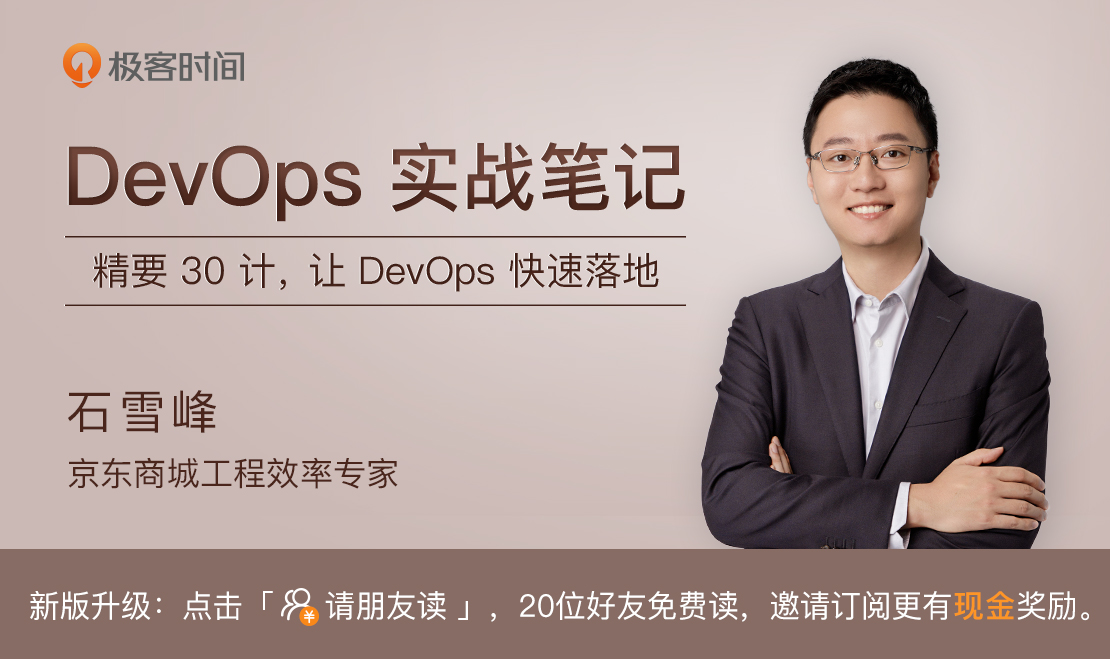 极客时间
DevOps 实战笔记
精要 30 计，让 DevOps 快速落地
石雪峰
京东商城工程效率专家
新版升级：点击「 ¥ 请朋友读 」，20位好友免费读，邀请订阅更有现金奖励。